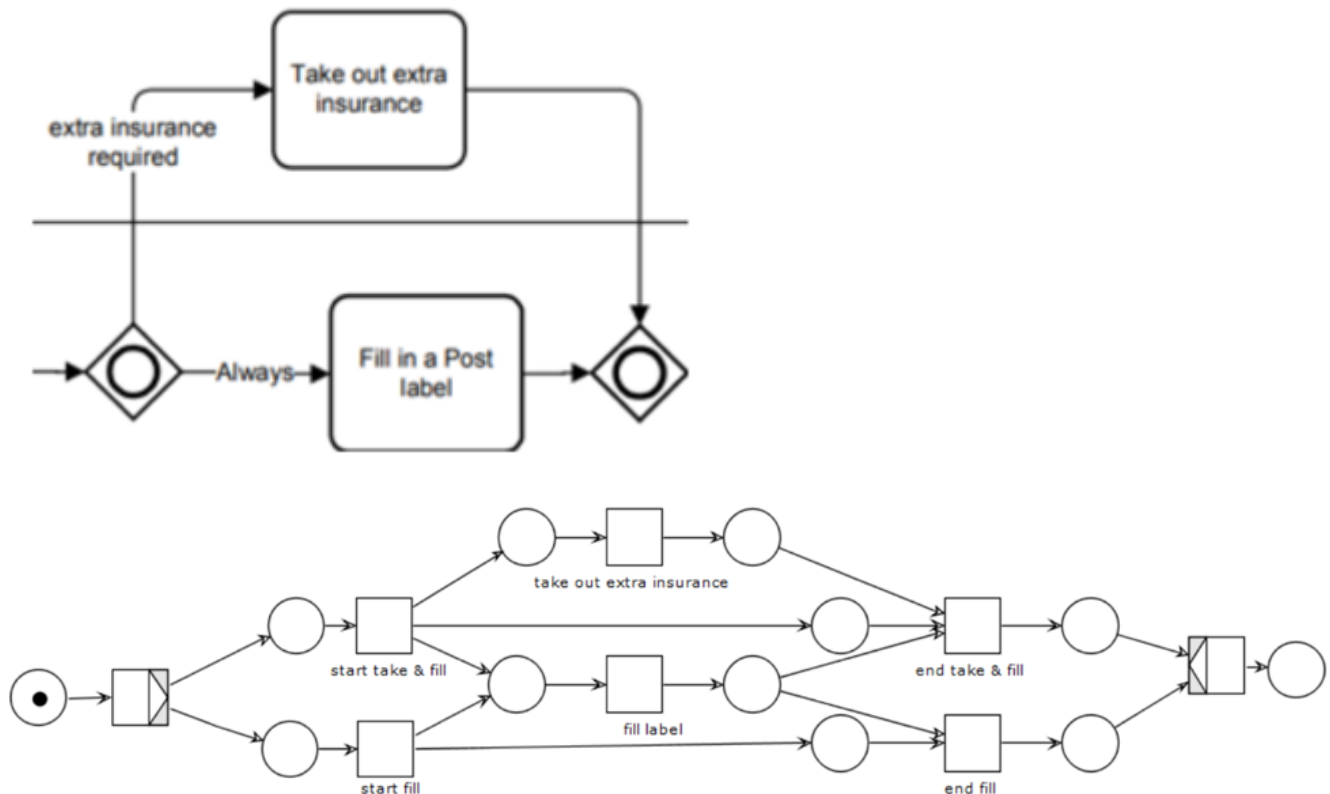 Take out extra
insurance
extra insurance
required
Always
Fill in a Post
label
take out extra insurance
start take & fill
end take & fill
fill label
start fill
end fill